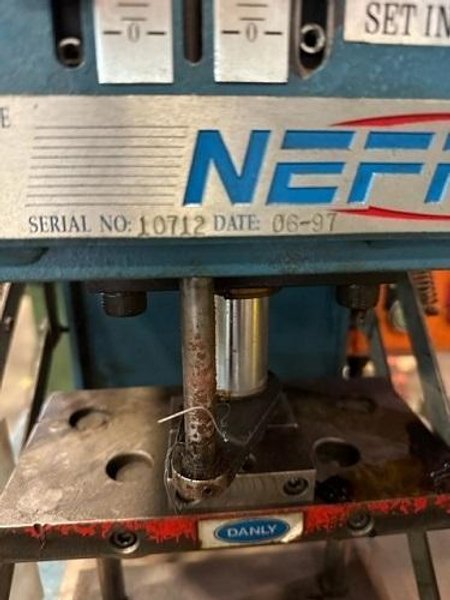 0 0
SET IN
E
NEFF
SERIAL NO: 10712 DATE: 06-97
DANLY